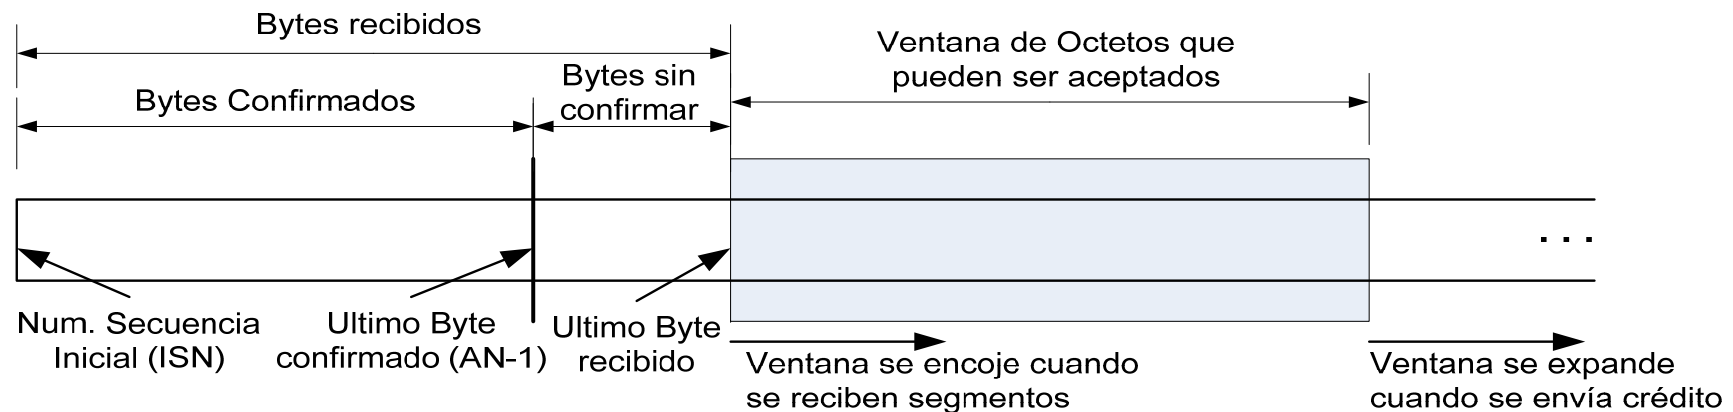 Bytes recibidos
Ventana de Octetos que
pueden ser aceptados
Bytes sin
confirmar
Bytes Confirmados
. . .
Num. Secuencia
Inicial (ISN)
Ultimo Byte
confirmado (AN-1)
Ultimo Byte
recibido
Ventana se encoje cuando
se reciben segmentos
Ventana se expande
cuando se envía crédito